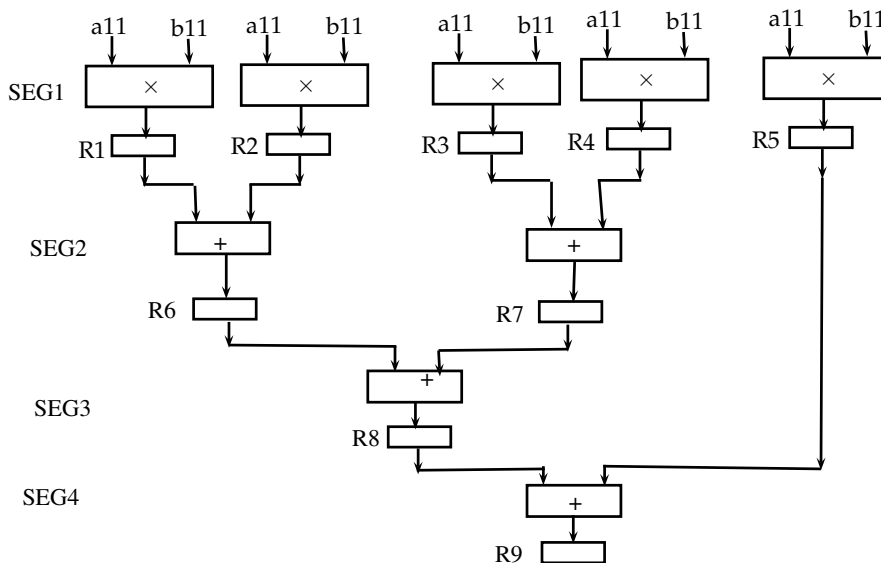 a11 b11 a11 b11 a11 b11 a11 b11 a11 b11
SEG1 × × × × ×
R1 R2 R3 R4 R5
SEG2 + +
R6 R7
+
SEG3
R8
SEG4 +
R9